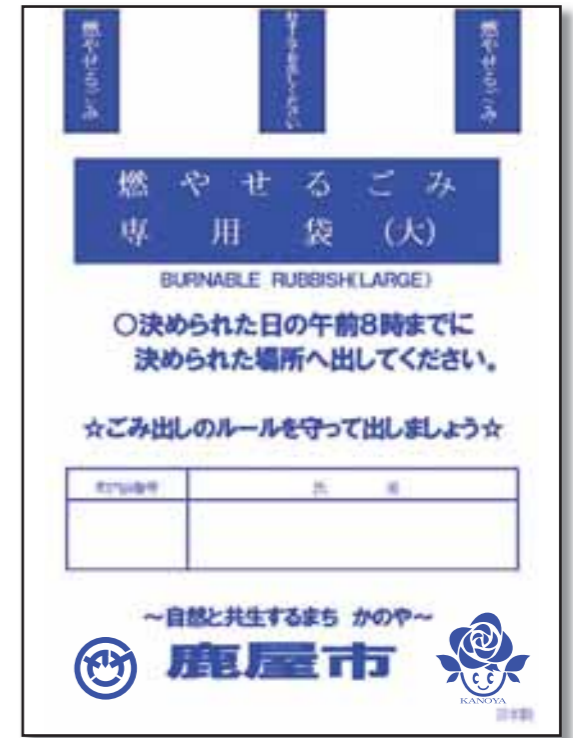 燃やせるごみ
燃やせるごみ
燃やせるごみ
専用袋(大)
BURNABLE RUBBISH(LARGE)
○決められた日の午前8時までに
決められた場所へ出してください。
☆ごみ出しのルールを守って出しましょう☆
氏 名
~自然と共生するまち かのや~
鹿屋市
KANOYA
日本製